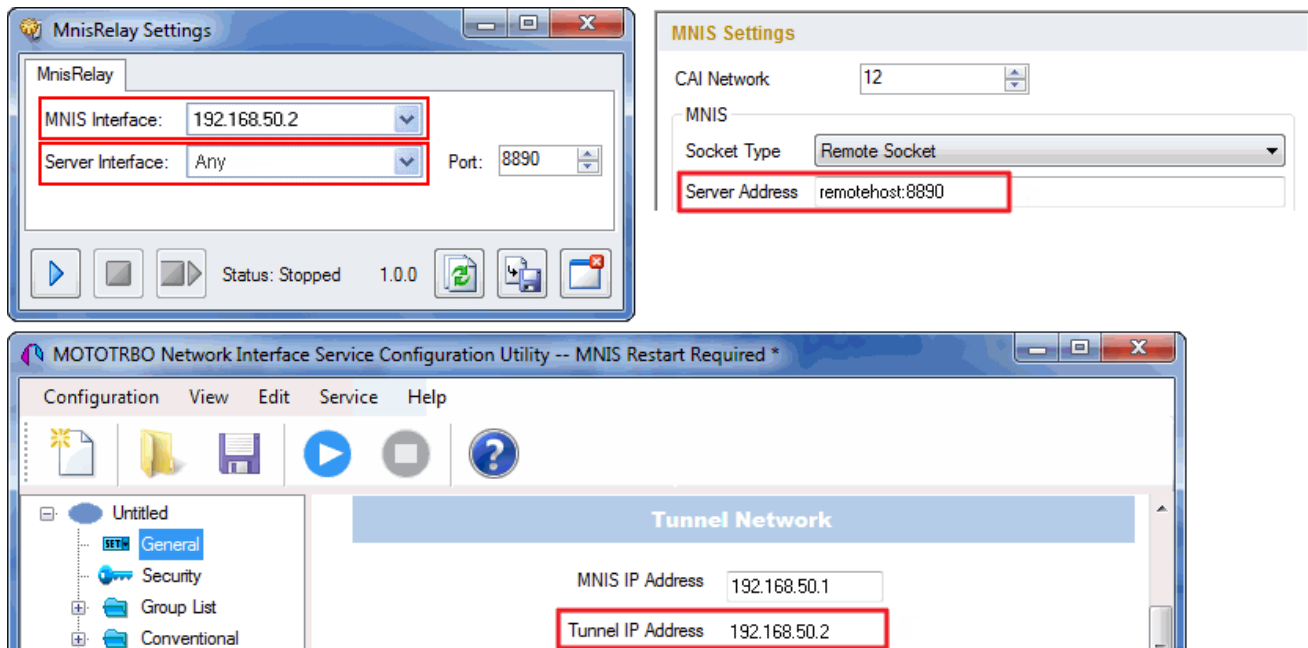 MnisRelay Settings
MnisRelay
MNIS Interface: 192.168.50.2
Server Interface: Any Port: 8890
Status: Stopped 1.0.0
MNIS Settings
CAI Network 12
MNIS
Socket Type Remote Socket
Server Address remotehost:8890
MOTOTRBO Network Interface Service Configuration Utility -- MNIS Restart Required *
Configuration View Edit Service Help
Untitled
SET General
Security
Group List
Conventional
Tunnel Network
MNIS IP Address 192.168.50.1
Tunnel IP Address 192.168.50.2